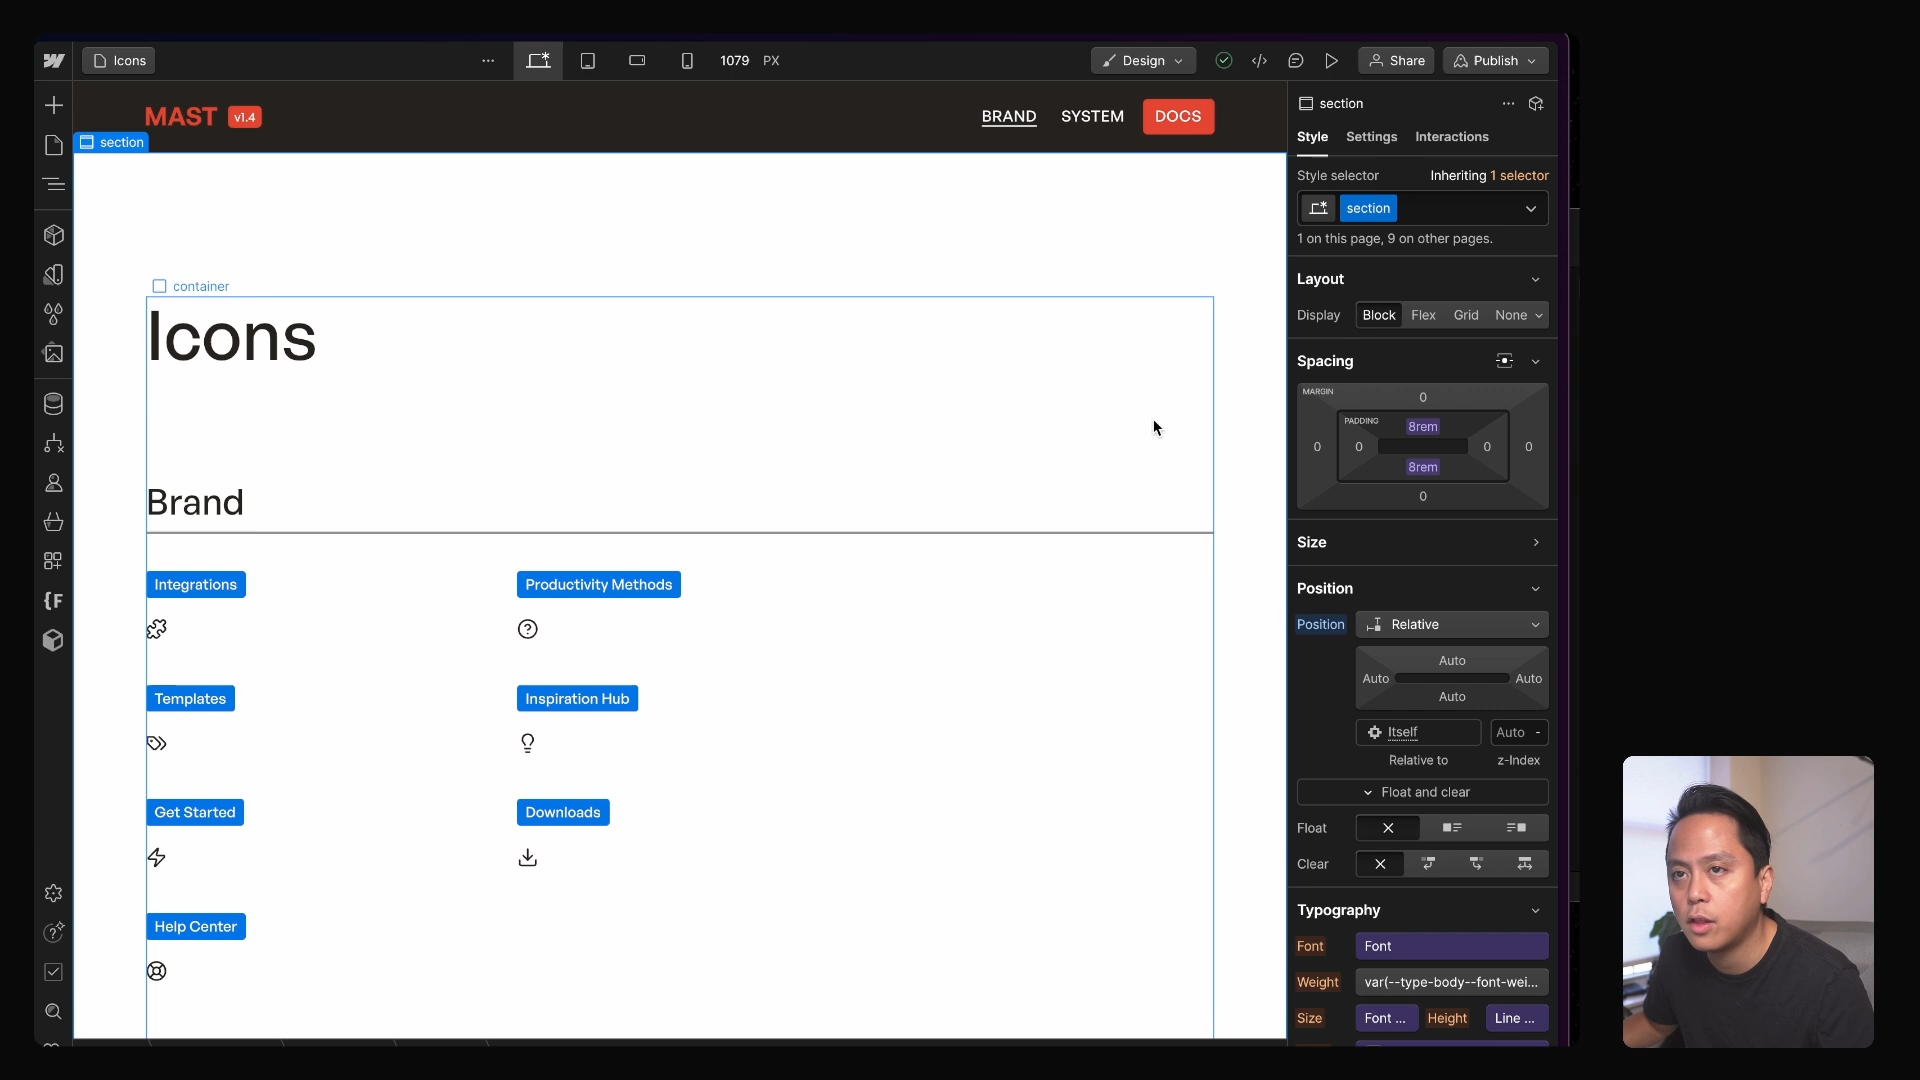 Icons
1079 PX
Design
Share
Publish
MAST v1.4
BRAND SYSTEM DOCS
section
container
Icons
Brand
Integrations
Productivity Methods
Templates
Inspiration Hub
Get Started
Downloads
Help Center
section
Style Settings Interactions
Style selector Inheriting 1 selector
section
1 on this page, 9 on other pages.
Layout
Display Block Flex Grid None
Spacing
MARGIN
0
PADDING
8rem
0 0 0 0
8rem
0
Size
Position
Position Relative
Auto
Auto Auto
Auto
Itself Auto -
Relative to z-Index
Float and clear
Float
Clear
Typography
Font Font
Weight var(--type-body--font-wei...
Size Font ... Height Line ...